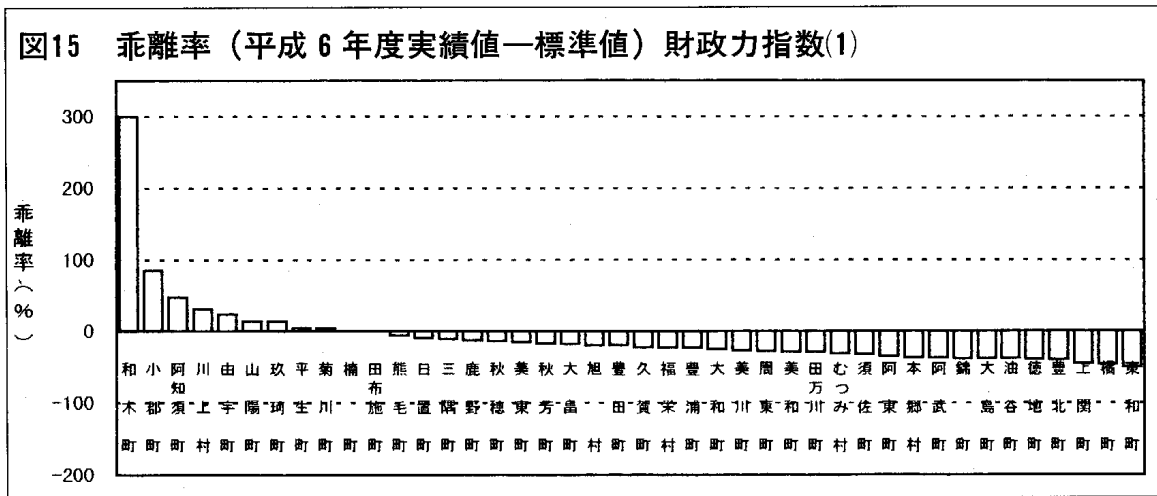 図15 乖離率（平成6年度実績値―標準値）財政力指数(1)
300
200
100
0
-100
-200
乖離率（%）
和木町
小郡町
阿知須町
川上村
由宇町
山陽町
玖珂町
平生町
菊川町
楠町
田布施町
熊毛町
日置町
三隅町
鹿野町
秋穂町
美東町
秋芳町
大畠町
旭村
豊田町
久賀町
福栄村
豊浦町
大和町
美川町
周東町
美和町
田万川町
むつみ村
須佐町
阿東町
本郷村
阿武町
錦町
大島町
油谷町
徳地町
豊北町
上関町
橘町
東和町